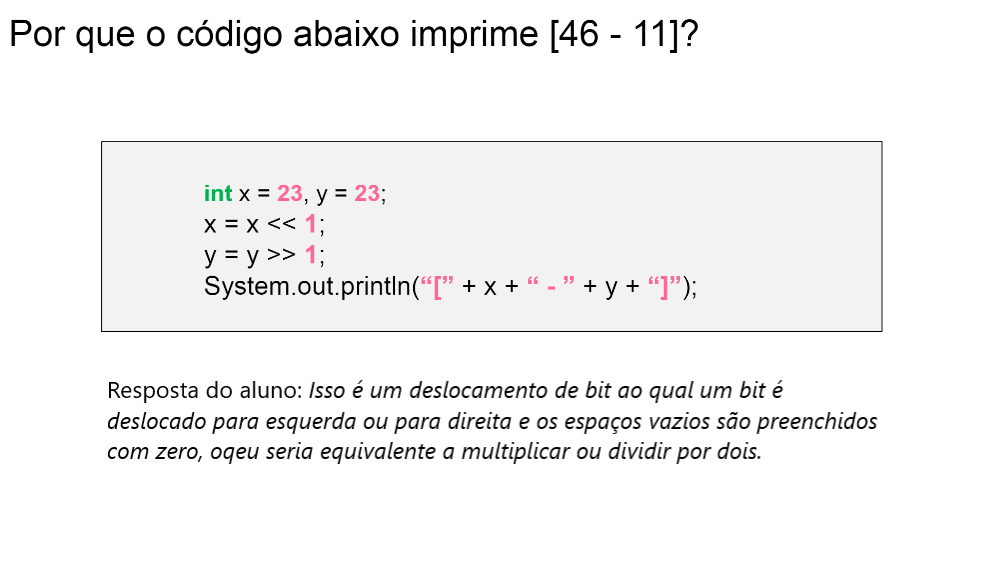 Por que o código abaixo imprime [46 - 11]?
int x = 23, y = 23;
x = x << 1;
y = y >> 1;
System.out.println(“[” + x + “ - ” + y + “]”);
Resposta do aluno: Isso é um deslocamento de bit ao qual um bit é
deslocado para esquerda ou para direita e os espaços vazios são preenchidos
com zero, oqeu seria equivalente a multiplicar ou dividir por dois.